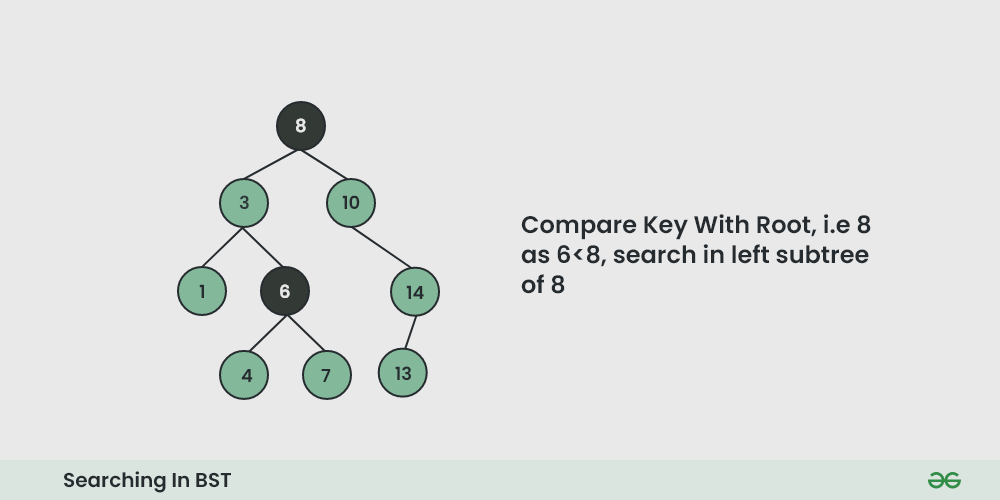 8
3
10
1
6
14
4
7
13
Compare Key With Root, i.e 8
as 6<8, search in left subtree
of 8
Searching In BST